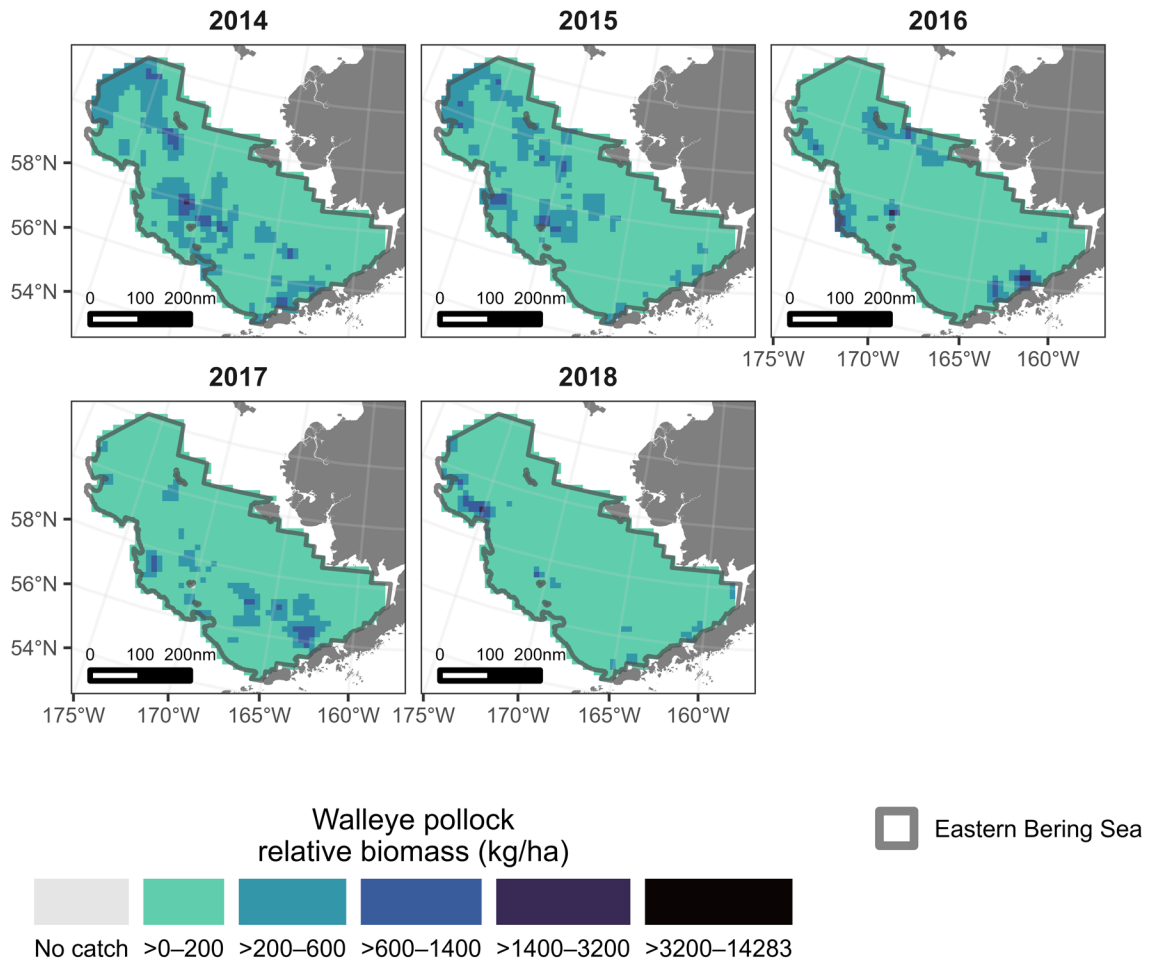 2014 2015 2016
58°N
56°N
54°N
0 100 200nm 0 100 200nm 0 100 200nm
175°W 170°W 165°W 160°W
2017 2018
58°N
56°N
54°N
0 100 200nm 0 100 200nm
175°W 170°W 165°W 160°W 175°W 170°W 165°W 160°W
Walleye pollock
relative biomass (kg/ha)
Eastern Bering Sea
No catch >0–200 >200–600 >600–1400 >1400–3200 >3200–14283